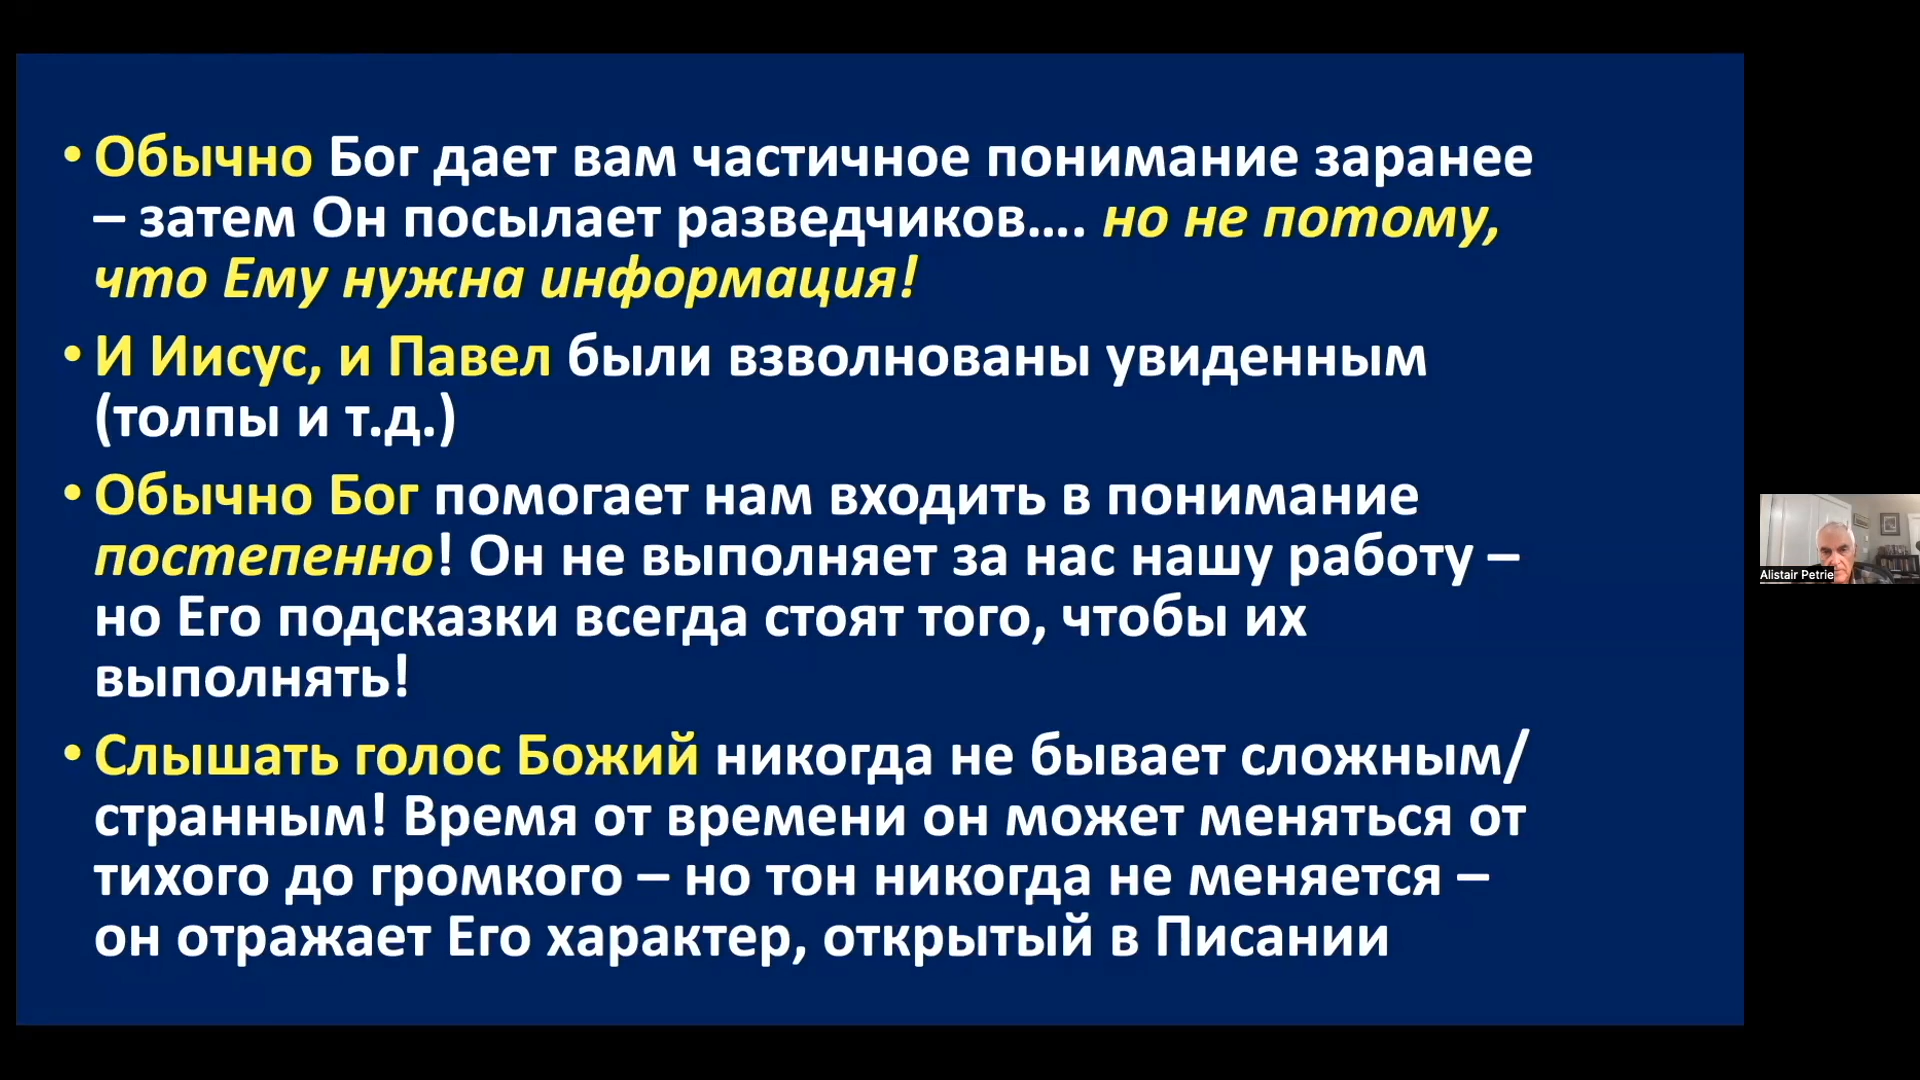 • Обычно Бог дает вам частичное понимание заранее
– затем Он посылает разведчиков…. но не потому,
что Ему нужна информация!
• И Иисус, и Павел были взволнованы увиденным
(толпы и т.д.)
• Обычно Бог помогает нам входить в понимание
постепенно! Он не выполняет за нас нашу работу –
но Его подсказки всегда стоят того, чтобы их
выполнять!
• Слышать голос Божий никогда не бывает сложным/
странным! Время от времени он может меняться от
тихого до громкого – но тон никогда не меняется –
он отражает Его характер, открытый в Писании
Alistair Petrie